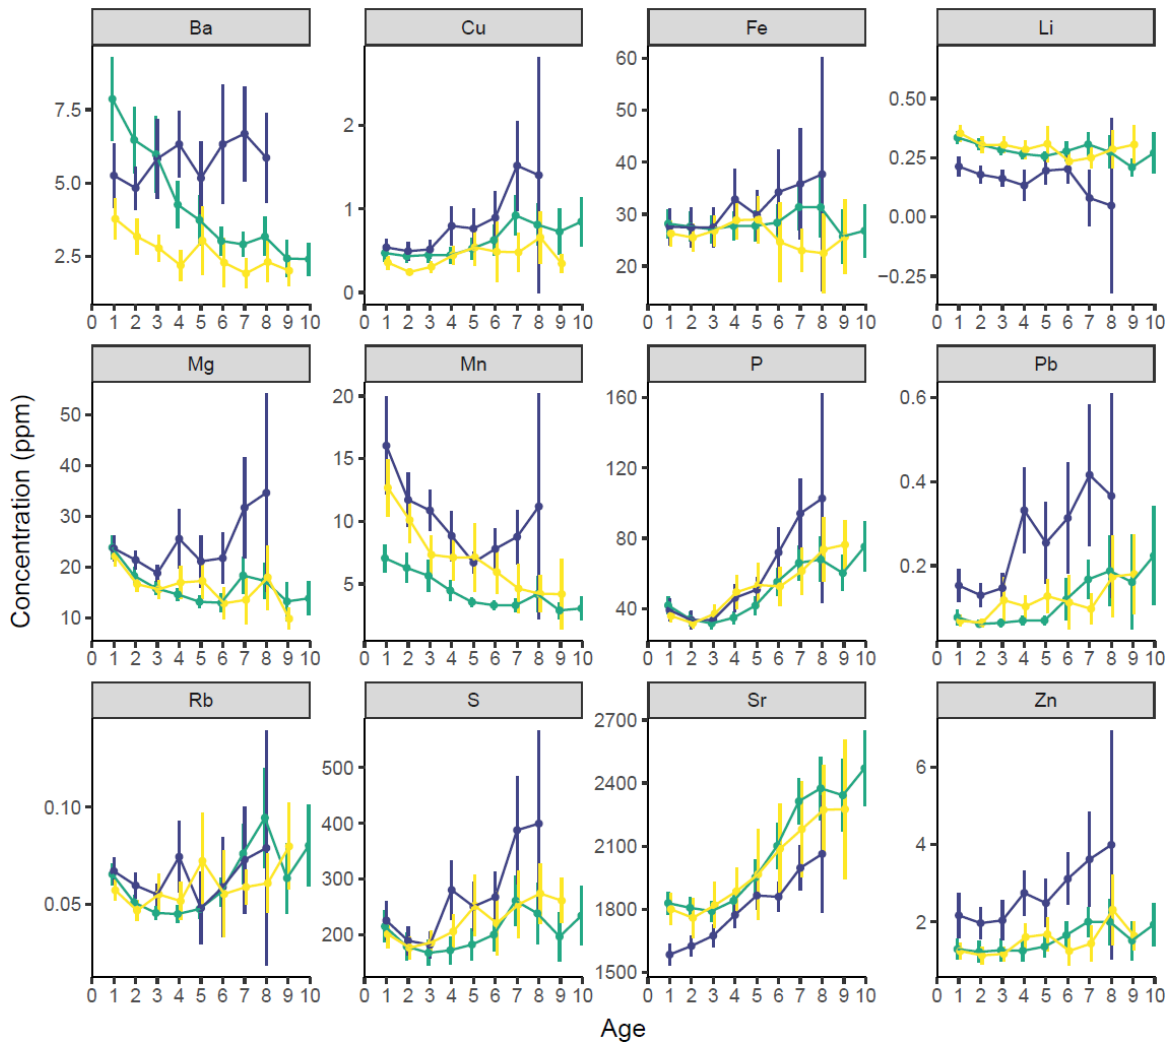 Ba Cu Fe Li
7.5
5.0
2.5
0 1 2 3 4 5 6 7 8 9 10
2
1
0
0 1 2 3 4 5 6 7 8 9 10
60
50
40
30
20
0 1 2 3 4 5 6 7 8 9 10
0.50
0.25
0.00
−0.25
0 1 2 3 4 5 6 7 8 9 10
Concentration (ppm)
Mg Mn P Pb
50
40
30
20
10
0 1 2 3 4 5 6 7 8 9 10
20
15
10
5
0 1 2 3 4 5 6 7 8 9 10
160
120
80
40
0 1 2 3 4 5 6 7 8 9 10
0.6
0.4
0.2
0 1 2 3 4 5 6 7 8 9 10
Rb S Sr Zn
0.10
0.05
0 1 2 3 4 5 6 7 8 9 10
500
400
300
200
0 1 2 3 4 5 6 7 8 9 10
2700
2400
2100
1800
1500
0 1 2 3 4 5 6 7 8 9 10
6
4
2
0 1 2 3 4 5 6 7 8 9 10
Age